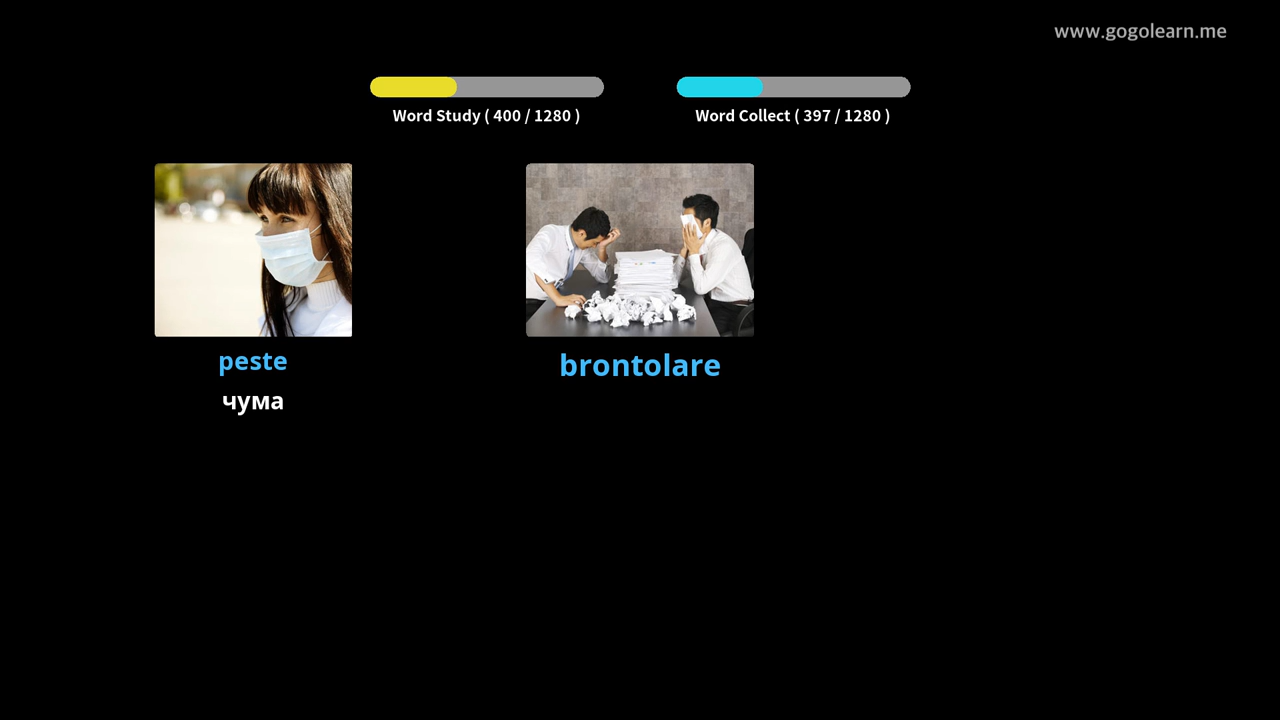 www.gogolearn.me
Word Study ( 400 / 1280 )
Word Collect ( 397 / 1280 )
peste
чума
brontolare